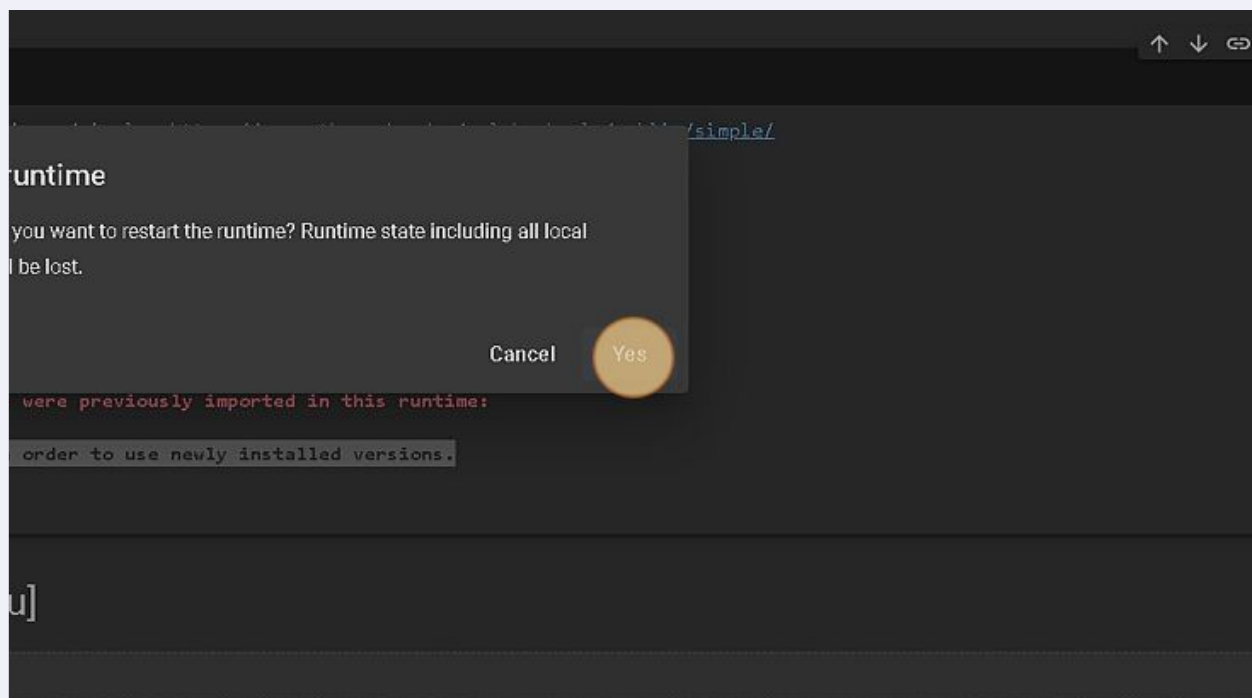 /simple/
runtime
you want to restart the runtime? Runtime state including all local
l be lost.
Cancel
Yes
were previously imported in this runtime:
order to use newly installed versions.
u]